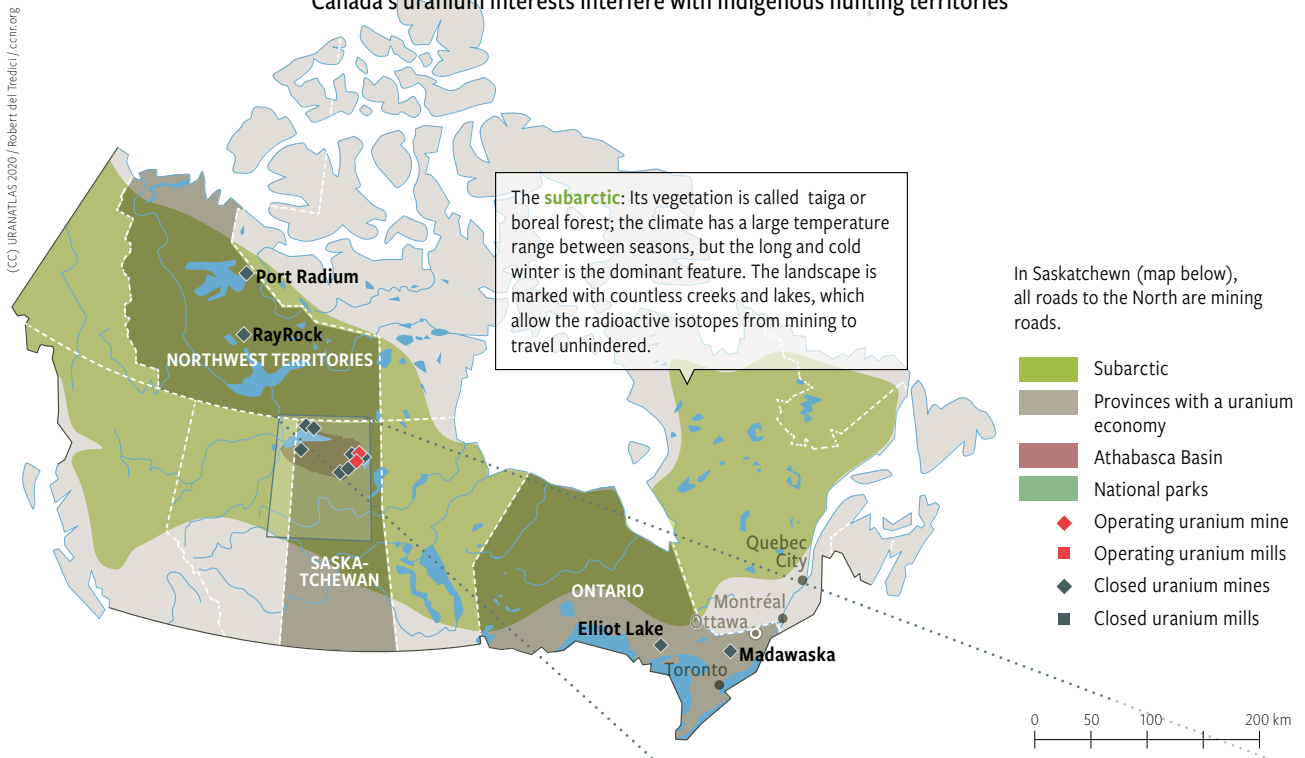 Canada's uranium interests interfere with indigenous hunting territories
(CC) URANATLAS 2020 / Robert del Tredici / ccnr.org
The subarctic: Its vegetation is called taiga or
boreal forest; the climate has a large temperature
range between seasons, but the long and cold
winter is the dominant feature. The landscape is
marked with countless creeks and lakes, which
allow the radioactive isotopes from mining to
travel unhindered.
Port Radium
RayRock
NORTHWEST TERRITORIES
SASKA-
TCHEWAN
ONTARIO
Elliot Lake
Madawaska
Toronto
Ottawa
Montréal
Quebec
City
In Saskatchewn (map below),
all roads to the North are mining
roads.
Subarctic
Provinces with a uranium
economy
Athabasca Basin
National parks
Operating uranium mine
Operating uranium mills
Closed uranium mines
Closed uranium mills
0 50 100 200 km